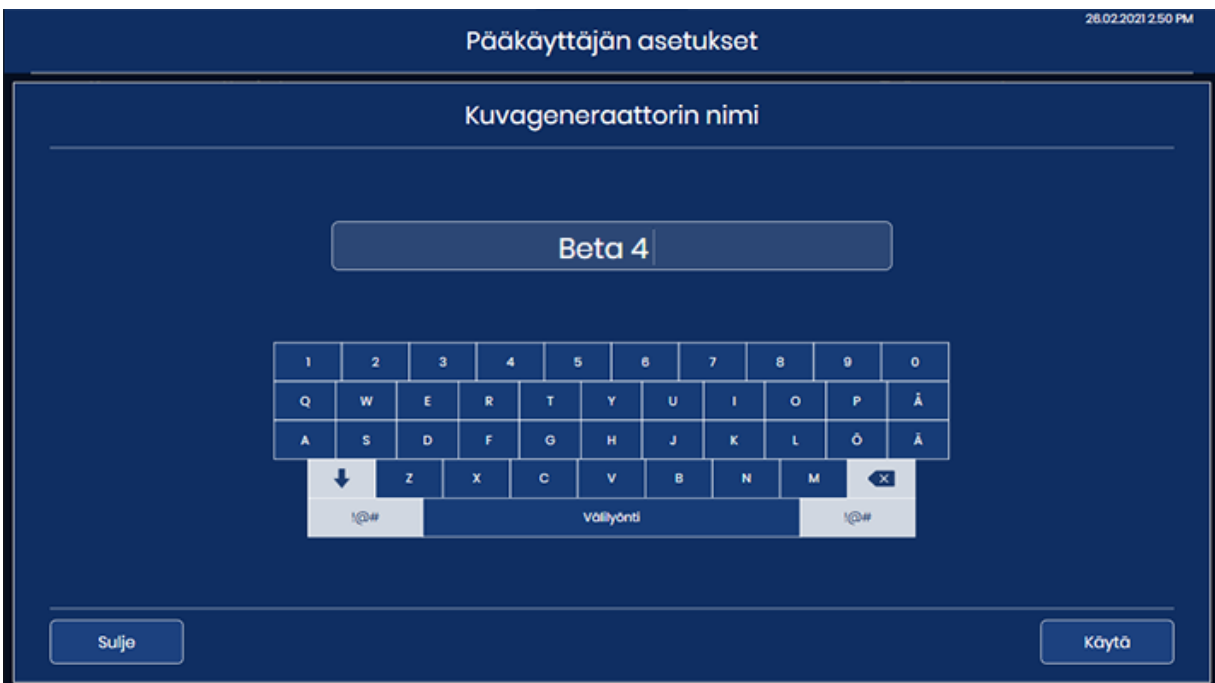 26.02.2021 2.50 PM
Pääkäyttäjän asetukset
Kuvageneraattorin nimi
Beta 4
1 2 3 4 5 6 7 8 9 0
Q W E R T Y U I O P Å
A S D F G H J K L Ö Ä
Z X C V B N M
!@# Välilyönti !@#
Sulje Käytä